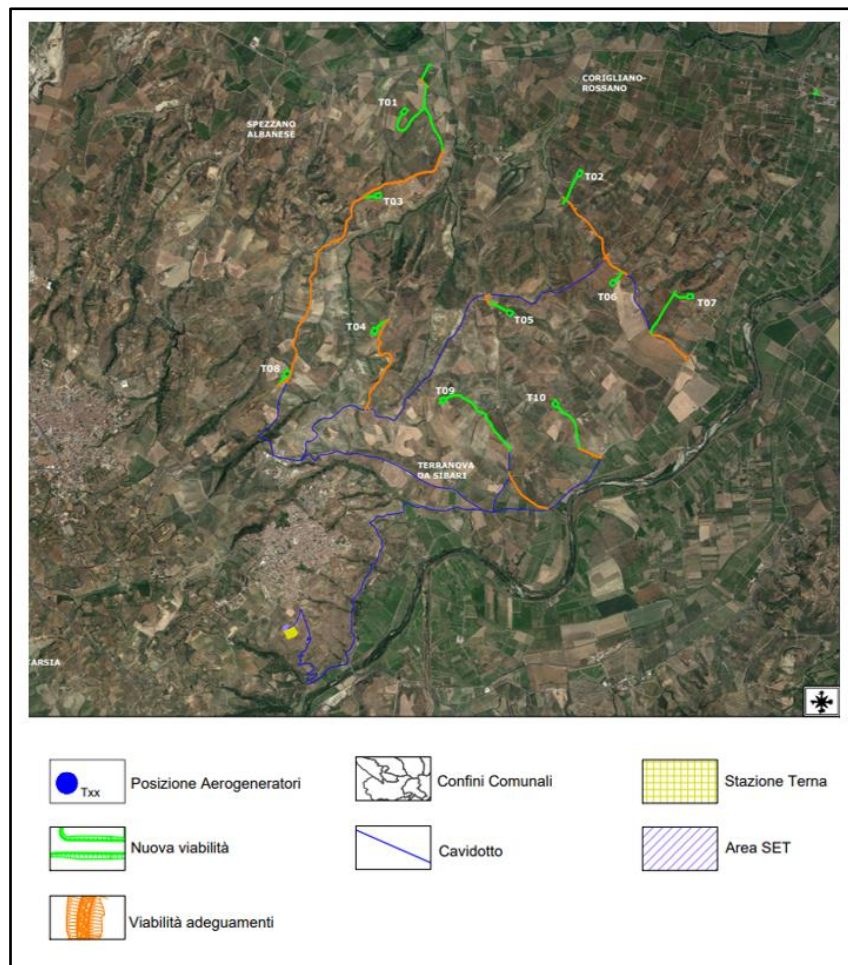 CORIGLIANO-
ROSSANO
T01
SPEZZANO
ALBANESE
T02
T03
T06
T07
T05
T04
T08
T09
T10
TERRANOVA
DA SIBARI
TARSIA
Txx
Posizione Aerogeneratori
Confini Comunali
Stazione Terna
Nuova viabilità
Cavidotto
Area SET
Viabilità adeguamenti